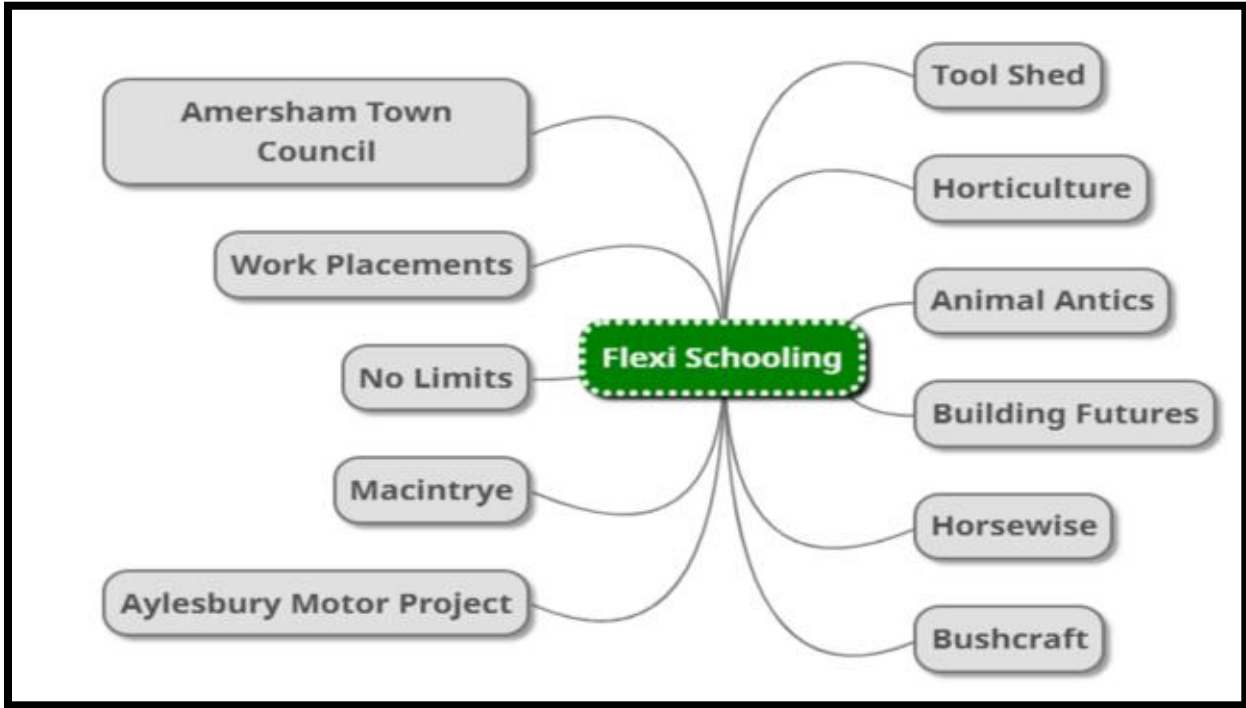 Amersham Town
Council
Work Placements
No Limits
Macintrye
Aylesbury Motor Project
Flexi Schooling
Tool Shed
Horticulture
Animal Antics
Building Futures
Horsewise
Bushcraft